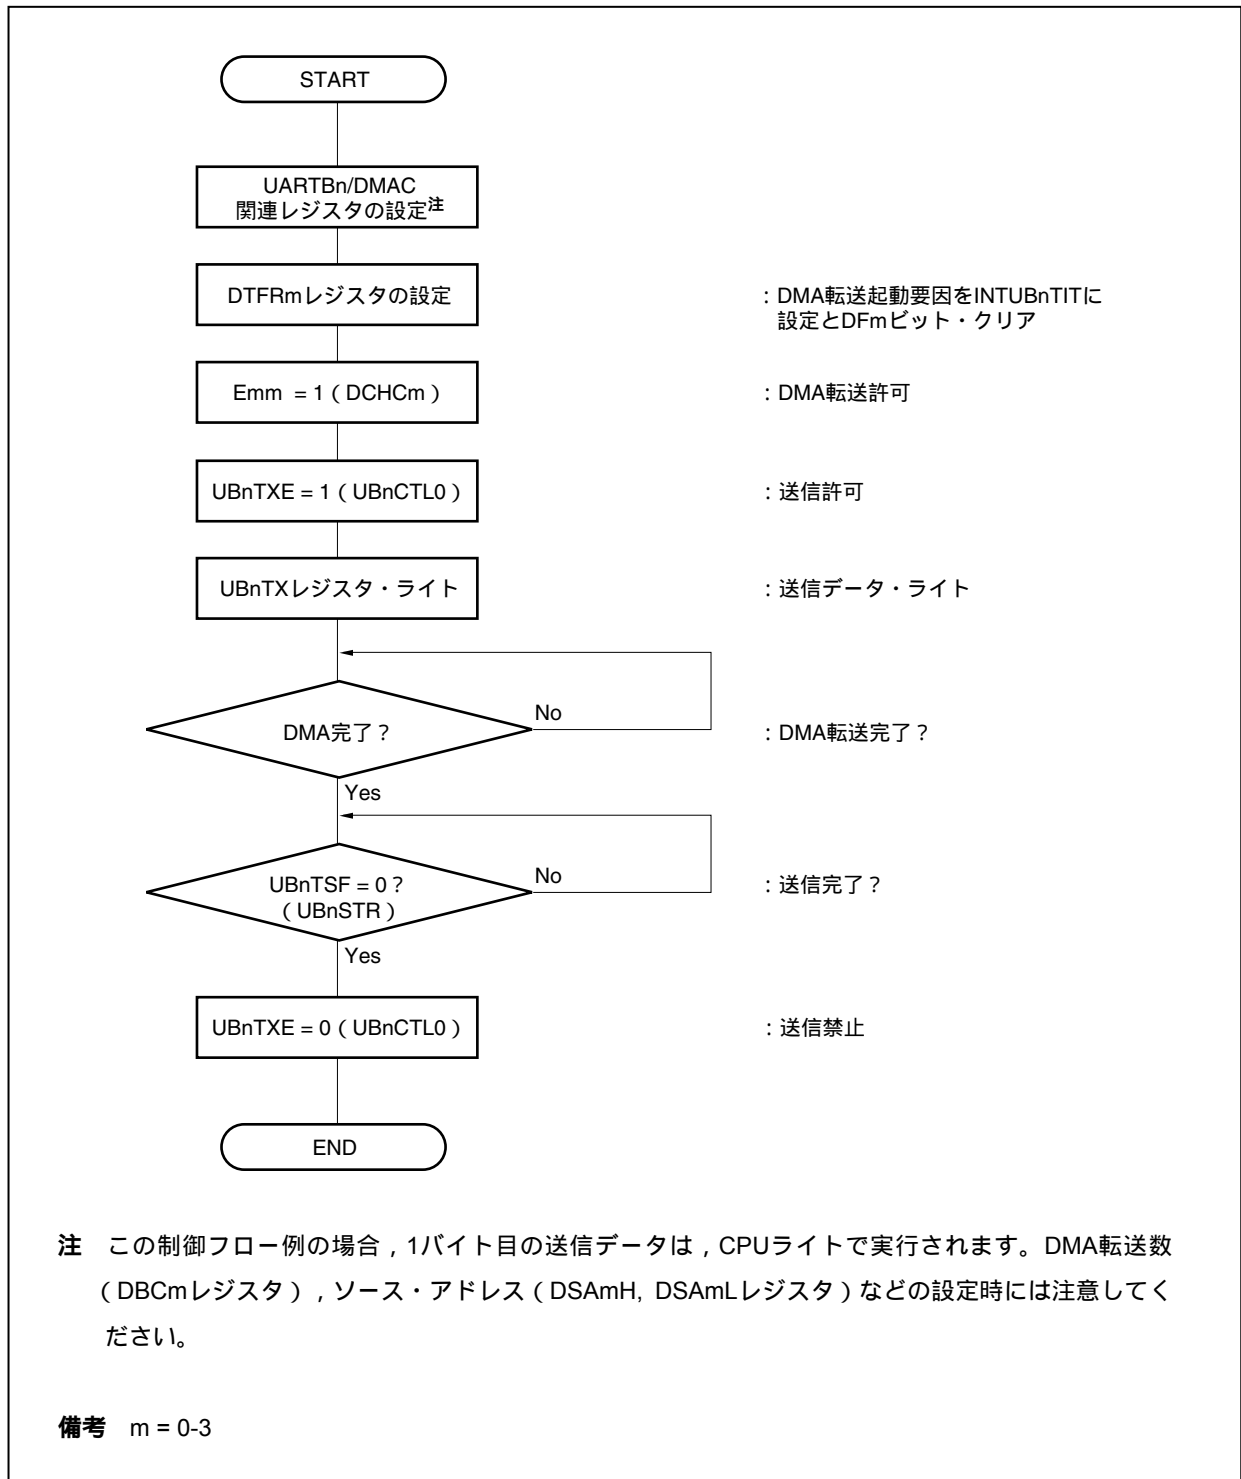 START
UARTBn/DMAC
関連レジスタの設定注
DTFRmレジスタの設定
：DMA転送起動要因をINTUBnTITに
設定とDFmビット・クリア
Emm = 1（DCHCm）
：DMA転送許可
UBnTXE = 1（UBnCTL0）
：送信許可
UBnTXレジスタ・ライト
：送信データ・ライト
DMA完了？
No
：DMA転送完了？
Yes
UBnTSF = 0？
（UBnSTR）
No
：送信完了？
Yes
UBnTXE = 0（UBnCTL0）
：送信禁止
END
注　この制御フロー例の場合，1バイト目の送信データは，CPUライトで実行されます。DMA転送数
（DBCmレジスタ），ソース・アドレス（DSAmH, DSAmLレジスタ）などの設定時には注意してく
ださい。
備考　m = 0-3